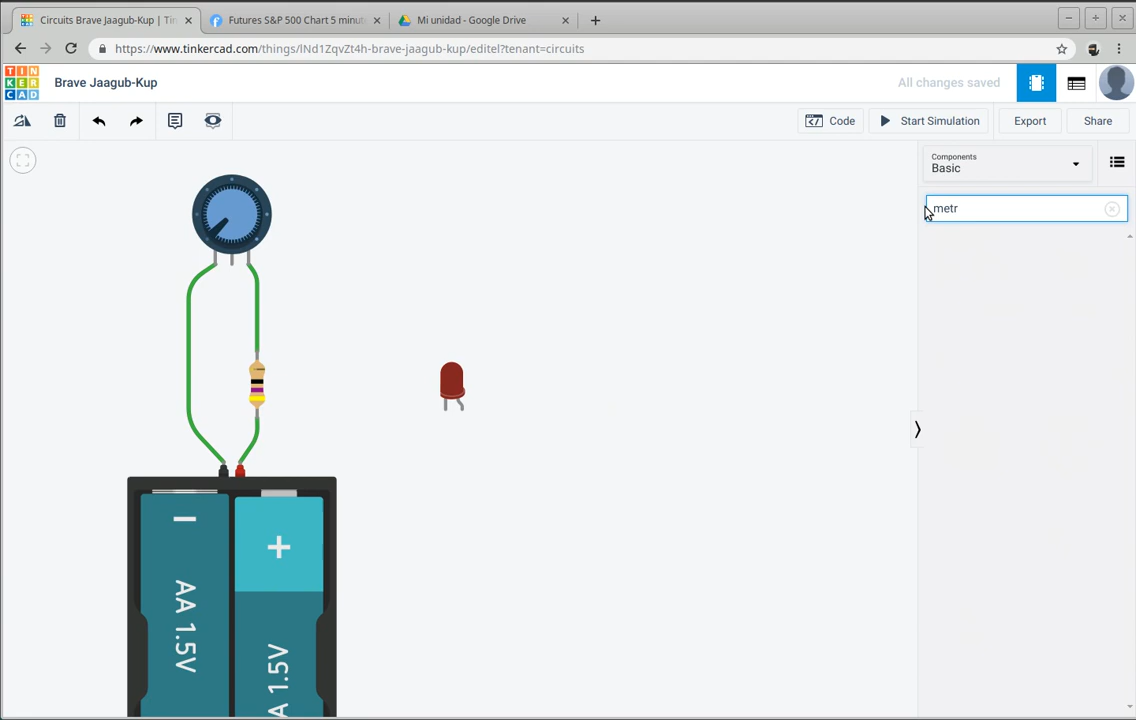 Circuits Brave Jaagub-Kup | Tin
Futures S&P 500 Chart 5 minut
Mi unidad - Google Drive
https://www.tinkercad.com/things/lNd1ZqvZt4h-brave-jaagub-kup/editel?tenant=circuits
TIN
KER
CAD
Brave Jaagub-Kup
All changes saved
Code
Start Simulation
Export
Share
Components
Basic
metr
AA 1.5V
A 1.5V